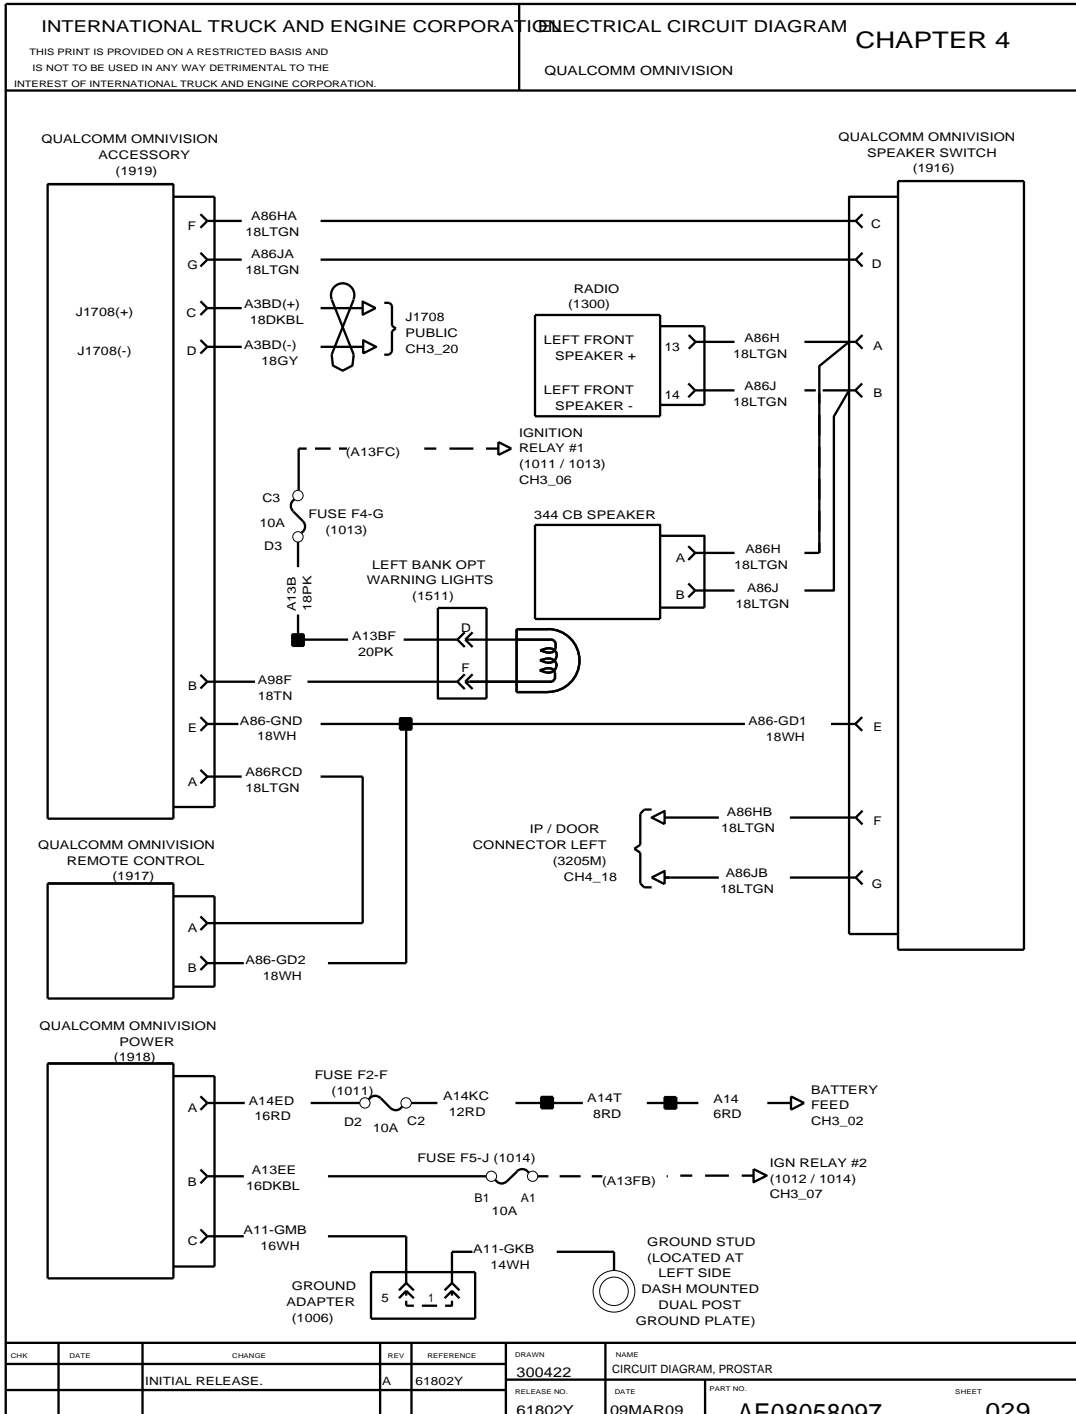 INTERNATIONAL TRUCK AND ENGINE CORPORATION
THIS PRINT IS PROVIDED ON A RESTRICTED BASIS AND
IS NOT TO BE USED IN ANY WAY DETRIMENTAL TO THE
INTEREST OF INTERNATIONAL TRUCK AND ENGINE CORPORATION.
ELECTRICAL CIRCUIT DIAGRAM
QUALCOMM OMNIVISION
CHAPTER 4
QUALCOMM OMNIVISION
ACCESSORY
(1919)
QUALCOMM OMNIVISION
SPEAKER SWITCH
(1916)
F
A86HA
18LTGN
C
G
A86JA
18LTGN
D
J1708(+)
C
A3BD(+)
18DKBL
J1708(-)
D
A3BD(-)
18GY
J1708
PUBLIC
CH3_20
RADIO
(1300)
LEFT FRONT
SPEAKER +
13
A86H
18LTGN
A
LEFT FRONT
SPEAKER -
14
A86J
18LTGN
B
(A13FC)
IGNITION
RELAY #1
(1011 / 1013)
CH3_06
C3
10A
D3
FUSE F4-G
(1013)
A13B
18PK
344 CB SPEAKER
A
A86H
18LTGN
B
A86J
18LTGN
LEFT BANK OPT
WARNING LIGHTS
(1511)
A13BF
20PK
D
B
A98F
18TN
F
E
A86-GND
18WH
A86-GD1
18WH
E
A
A86RCD
18LTGN
IP / DOOR
CONNECTOR LEFT
(3205M)
CH4_18
A86HB
18LTGN
F
A86JB
18LTGN
G
QUALCOMM OMNIVISION
REMOTE CONTROL
(1917)
A
B
A86-GD2
18WH
QUALCOMM OMNIVISION
POWER
(1918)
A
A14ED
16RD
FUSE F2-F
(1011)
D2
10A
C2
A14KC
12RD
A14T
8RD
A14
6RD
BATTERY
FEED
CH3_02
B
A13EE
16DKBL
FUSE F5-J (1014)
B1
A1
10A
(A13FB)
IGN RELAY #2
(1012 / 1014)
CH3_07
C
A11-GMB
16WH
GROUND
ADAPTER
(1006)
5
1
A11-GKB
14WH
GROUND STUD
(LOCATED AT
LEFT SIDE
DASH MOUNTED
DUAL POST
GROUND PLATE)
CHK
DATE
CHANGE
REV
REFERENCE
INITIAL RELEASE.
A
61802Y
DRAWN
300422
NAME
CIRCUIT DIAGRAM, PROSTAR
RELEASE NO.
61802Y
DATE
09MAR09
PART NO.
AE08058097
SHEET
029